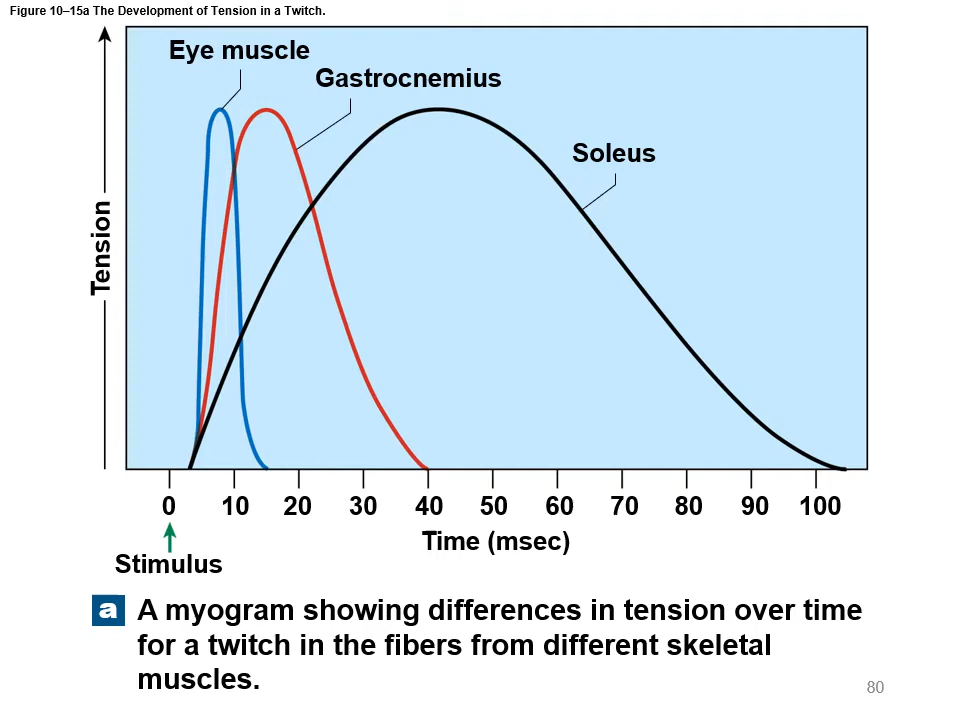 Figure 10–15a The Development of Tension in a Twitch.
Eye muscle
Gastrocnemius
Soleus
Tension
0 10 20 30 40 50 60 70 80 90 100
Time (msec)
Stimulus
a A myogram showing differences in tension over time
for a twitch in the fibers from different skeletal
muscles.
80